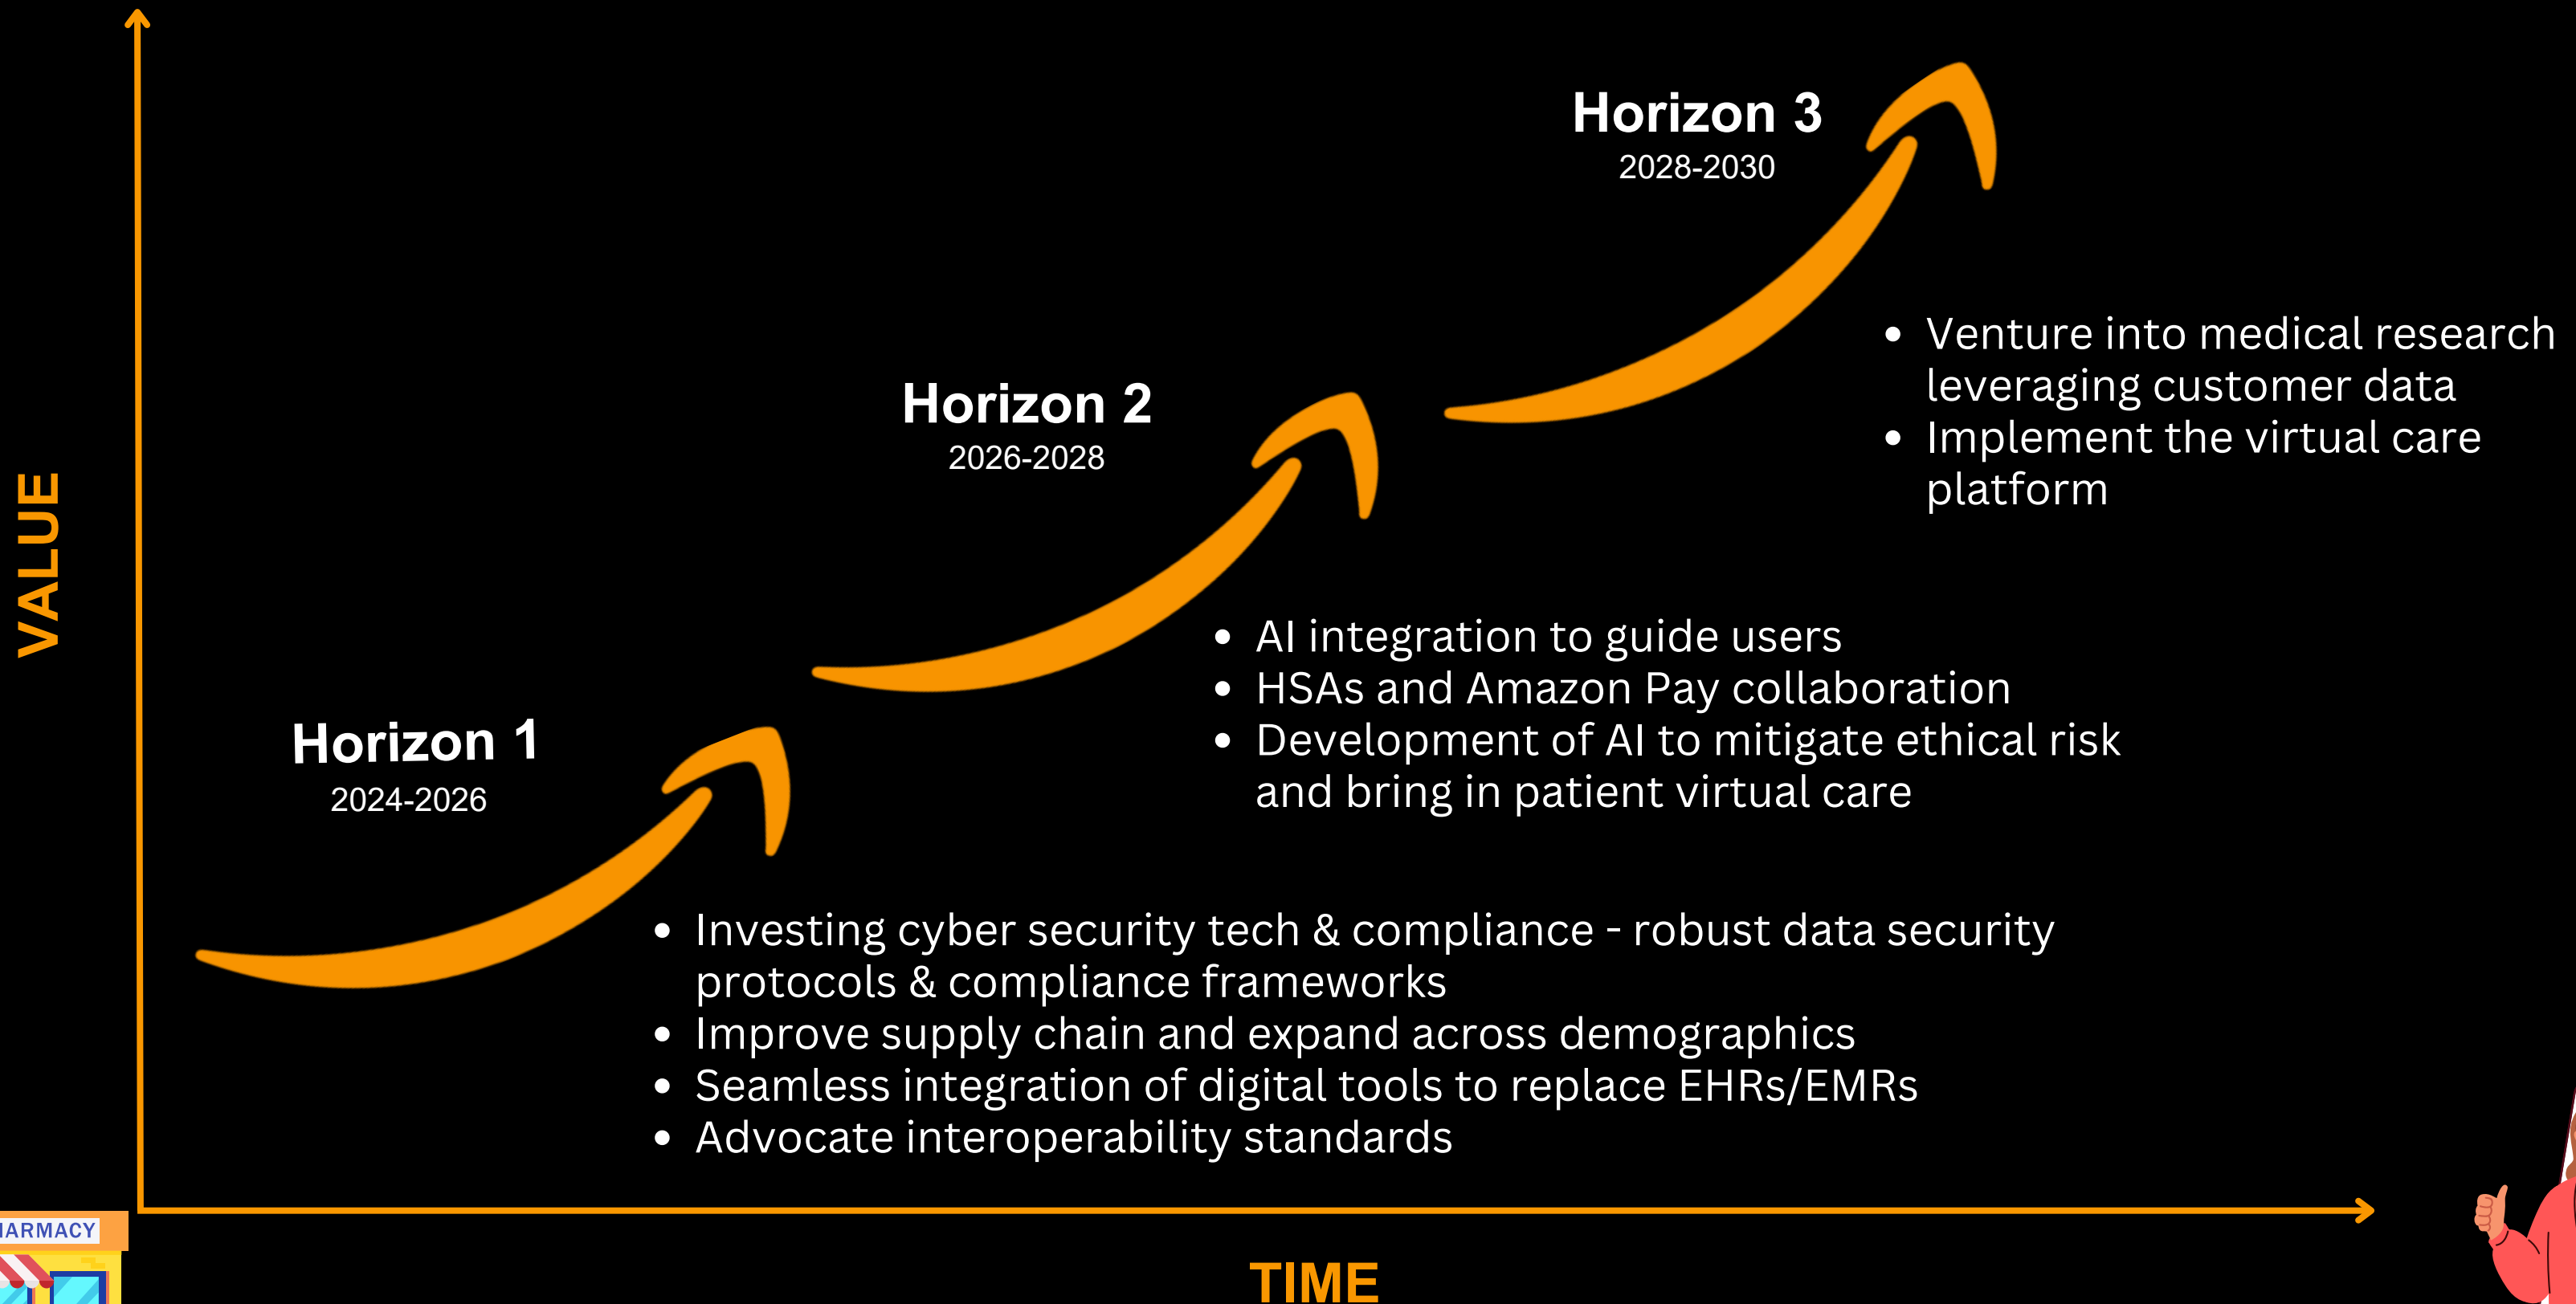 Horizon 3
2028-2030
• Venture into medical research
leveraging customer data
• Implement the virtual care
platform
Horizon 2
2026-2028
• AI integration to guide users
• HSAs and Amazon Pay collaboration
• Development of AI to mitigate ethical risk
and bring in patient virtual care
VALUE
Horizon 1
2024-2026
• Investing cyber security tech & compliance - robust data security
protocols & compliance frameworks
• Improve supply chain and expand across demographics
• Seamless integration of digital tools to replace EHRs/EMRs
• Advocate interoperability standards
HARMACY
TIME